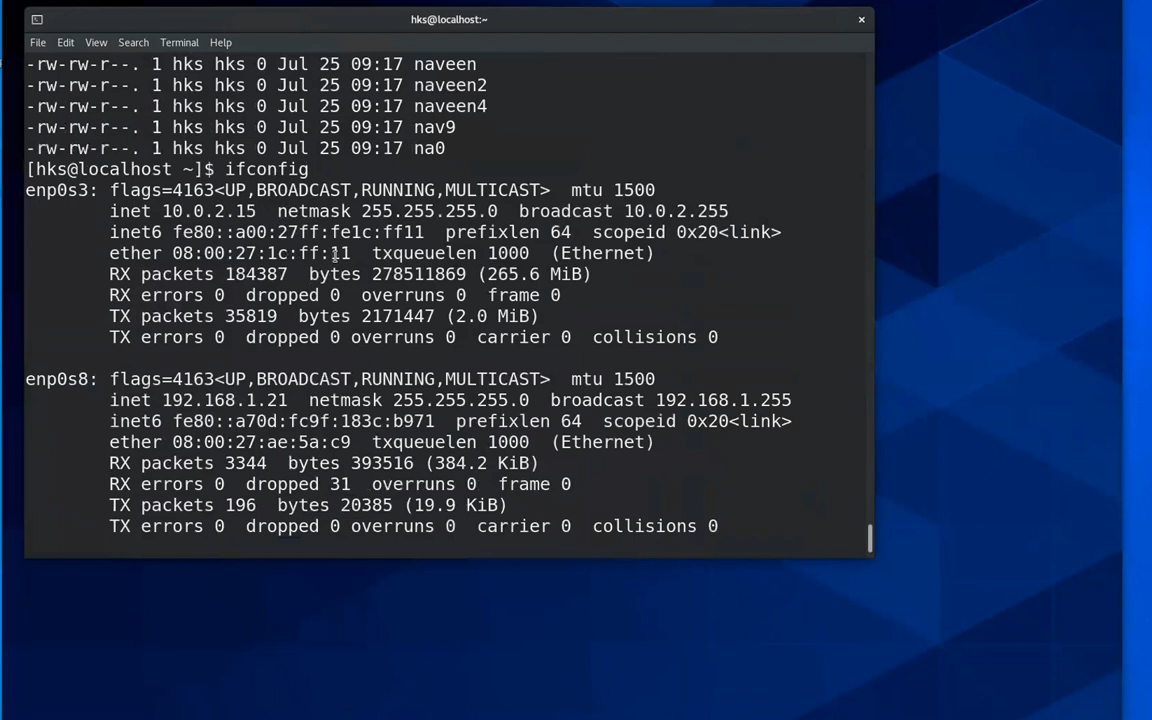 hks@localhost:~
File Edit View Search Terminal Help
-rw-rw-r--. 1 hks hks 0 Jul 25 09:17 naveen
-rw-rw-r--. 1 hks hks 0 Jul 25 09:17 naveen2
-rw-rw-r--. 1 hks hks 0 Jul 25 09:17 naveen4
-rw-rw-r--. 1 hks hks 0 Jul 25 09:17 nav9
-rw-rw-r--. 1 hks hks 0 Jul 25 09:17 na0
[hks@localhost ~]$ ifconfig
enp0s3: flags=4163<UP,BROADCAST,RUNNING,MULTICAST>  mtu 1500
        inet 10.0.2.15  netmask 255.255.255.0  broadcast 10.0.2.255
        inet6 fe80::a00:27ff:fe1c:ff11  prefixlen 64  scopeid 0x20<link>
        ether 08:00:27:1c:ff:11  txqueuelen 1000  (Ethernet)
        RX packets 184387  bytes 278511869 (265.6 MiB)
        RX errors 0  dropped 0  overruns 0  frame 0
        TX packets 35819  bytes 2171447 (2.0 MiB)
        TX errors 0  dropped 0 overruns 0  carrier 0  collisions 0
enp0s8: flags=4163<UP,BROADCAST,RUNNING,MULTICAST>  mtu 1500
        inet 192.168.1.21  netmask 255.255.255.0  broadcast 192.168.1.255
        inet6 fe80::a70d:fc9f:183c:b971  prefixlen 64  scopeid 0x20<link>
        ether 08:00:27:ae:5a:c9  txqueuelen 1000  (Ethernet)
        RX packets 3344  bytes 393516 (384.2 KiB)
        RX errors 0  dropped 31  overruns 0  frame 0
        TX packets 196  bytes 20385 (19.9 KiB)
        TX errors 0  dropped 0 overruns 0  carrier 0  collisions 0